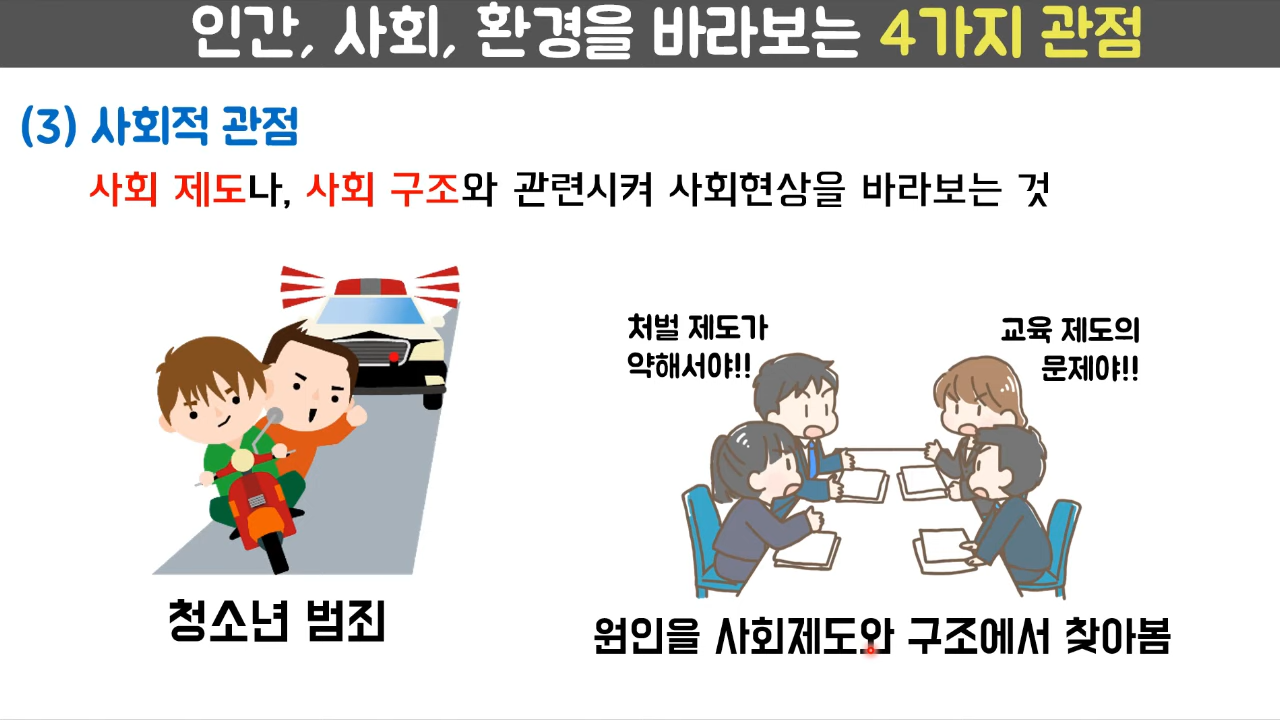 인간, 사회, 환경을 바라보는 4가지 관점
(3) 사회적 관점
사회 제도나, 사회 구조와 관련시켜 사회현상을 바라보는 것
처벌 제도가
약해서야!!
교육 제도의
문제야!!
청소년 범죄
원인을 사회제도와 구조에서 찾아봄